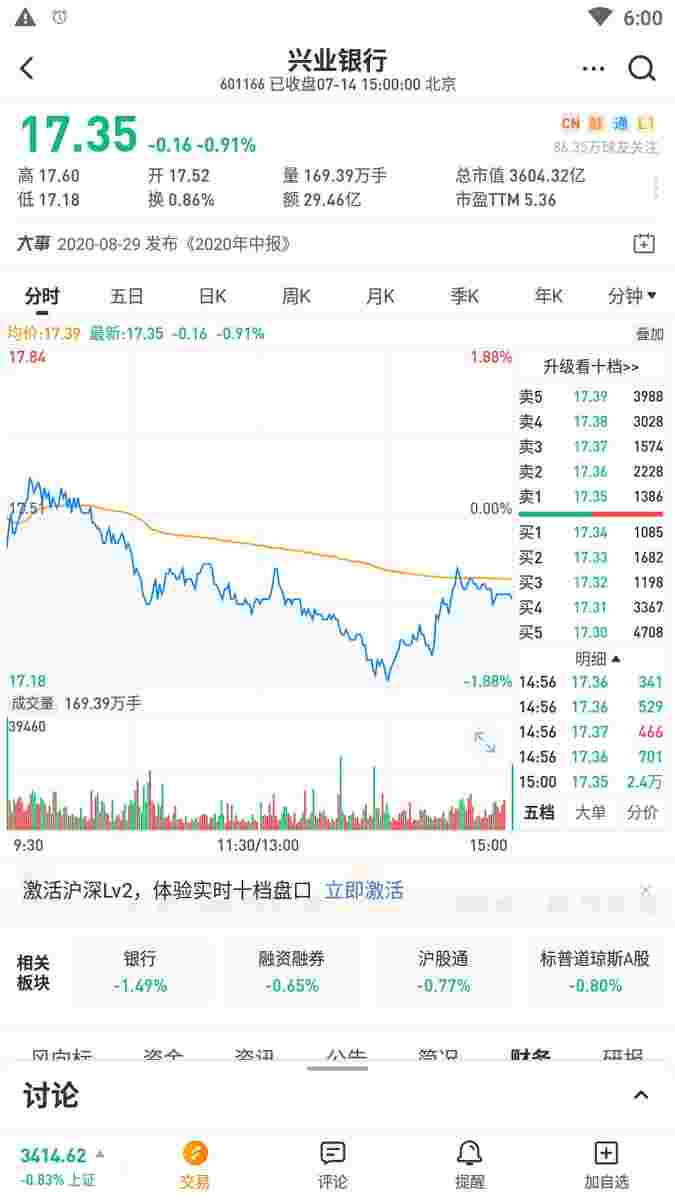 6:00
兴业银行
601166 已收盘07-14 15:00:00 北京
17.35 -0.16 -0.91%
CN 融 通 L1
86.35万球友关注
高 17.60 开 17.52 量 169.39万手 总市值 3604.32亿
低 17.18 换 0.86% 额 29.46亿 市盈TTM 5.36
大事 2020-08-29 发布《2020年中报》
分时 五日 日K 周K 月K 季K 年K 分钟
均价:17.39 最新:17.35 -0.16 -0.91% 叠加
17.84 1.88%
17.51 0.00%
17.18 -1.88%
升级看十档>>
卖5 17.39 3988
卖4 17.38 3028
卖3 17.37 1574
卖2 17.36 2228
卖1 17.35 1386
买1 17.34 1085
买2 17.33 1682
买3 17.32 1198
买4 17.31 3367
买5 17.30 4708
明细
14:56 17.36 341
14:56 17.36 529
14:56 17.37 466
14:56 17.36 701
15:00 17.35 2.4万
五档 大单 分价
成交量 169.39万手
39460
9:30 11:30/13:00 15:00
激活沪深Lv2，体验实时十档盘口 立即激活
相关板块
银行 融资融券 沪股通 标普道琼斯A股
-1.49% -0.65% -0.77% -0.80%
风向标 资金 资讯 公告 简况 财务 研报
讨论
3414.62
-0.83% 上证
交易 评论 提醒 加自选